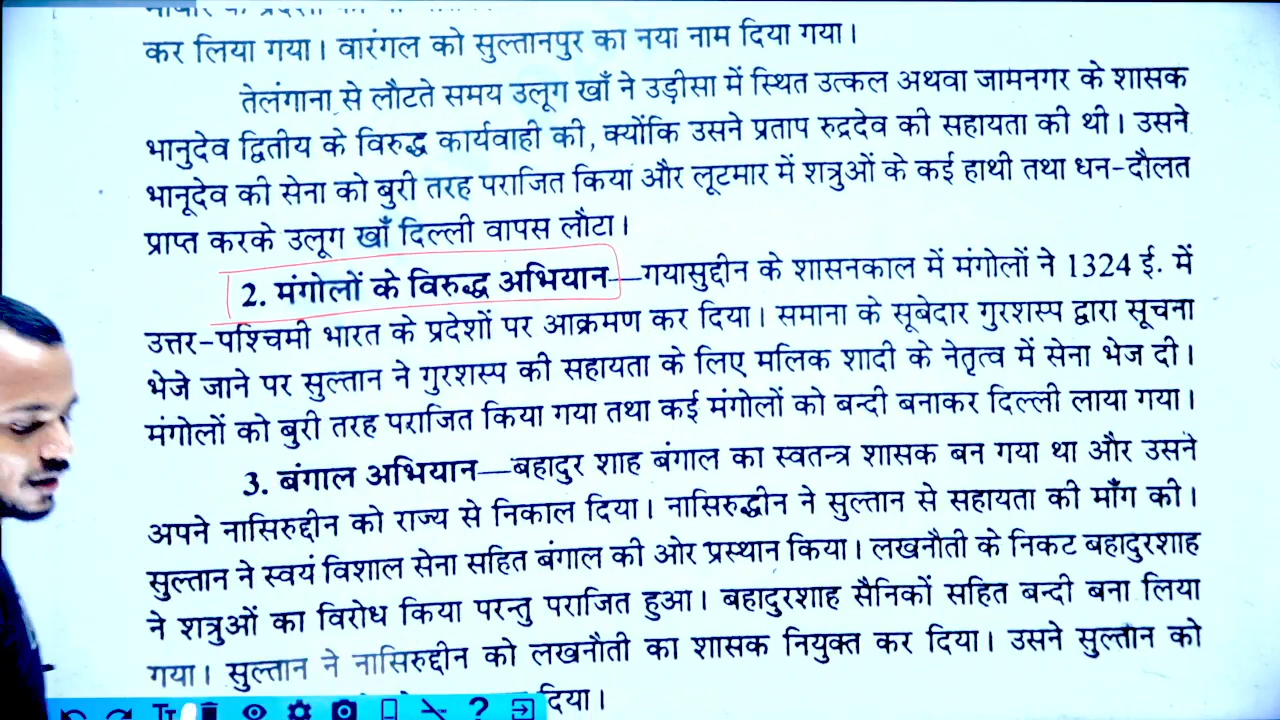 कर लिया गया। वारंगल को सुल्तानपुर का नया नाम दिया गया।
तेलंगाना से लौटते समय उलूग खाँ ने उड़ीसा में स्थित उत्कल अथवा जामनगर के शासक
भानुदेव द्वितीय के विरुद्ध कार्यवाही की, क्योंकि उसने प्रताप रुद्रदेव की सहायता की थी। उसने
भानूदेव की सेना को बुरी तरह पराजित किया और लूटमार में शत्रुओं के कई हाथी तथा धन-दौलत
प्राप्त करके उलूग खाँ दिल्ली वापस लौटा।
2. मंगोलों के विरुद्ध अभियान—गयासुद्दीन के शासनकाल में मंगोलों ने 1324 ई. में
उत्तर-पश्चिमी भारत के प्रदेशों पर आक्रमण कर दिया। समाना के सूबेदार गुरशस्प द्वारा सूचना
भेजे जाने पर सुल्तान ने गुरशस्प की सहायता के लिए मलिक शादी के नेतृत्व में सेना भेज दी।
मंगोलों को बुरी तरह पराजित किया गया तथा कई मंगोलों को बन्दी बनाकर दिल्ली लाया गया।
3. बंगाल अभियान—बहादुर शाह बंगाल का स्वतन्त्र शासक बन गया था और उसने
अपने नासिरुद्दीन को राज्य से निकाल दिया। नासिरुद्धीन ने सुल्तान से सहायता की माँग की।
सुल्तान ने स्वयं विशाल सेना सहित बंगाल की ओर प्रस्थान किया। लखनौती के निकट बहादुरशाह
ने शत्रुओं का विरोध किया परन्तु पराजित हुआ। बहादुरशाह सैनिकों सहित बन्दी बना लिया
गया। सुल्तान ने नासिरुद्दीन को लखनौती का शासक नियुक्त कर दिया। उसने सुल्तान को
दिया।